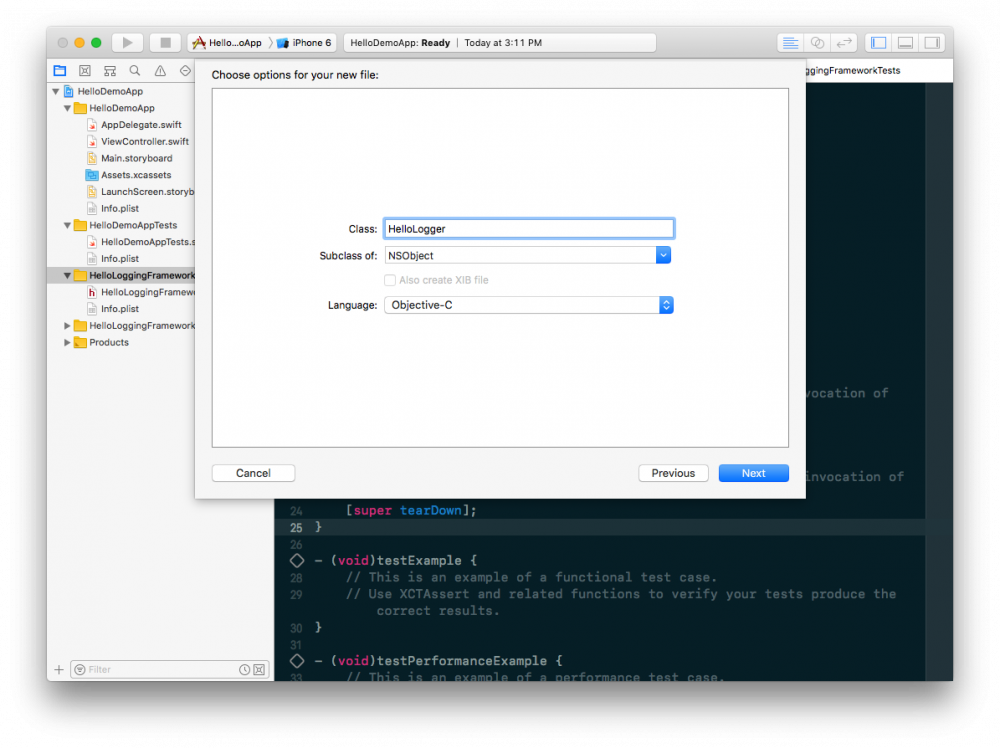 Hello...oApp
iPhone 6
HelloDemoApp: Ready | Today at 3:11 PM
HelloDemoApp
HelloDemoApp
AppDelegate.swift
ViewController.swift
Main.storyboard
Assets.xcassets
LaunchScreen.storyb
Info.plist
HelloDemoAppTests
HelloDemoAppTests.s
Info.plist
HelloLoggingFramework
HelloLoggingFramew
Info.plist
HelloLoggingFramework
Products
Filter
Choose options for your new file:
Class: HelloLogger
Subclass of: NSObject
Also create XIB file
Language: Objective-C
Cancel
Previous
Next
ggingFrameworkTests
vocation of
invocation of
24 [super tearDown];
25 }
26
- (void)testExample {
28 // This is an example of a functional test case.
29 // Use XCTAssert and related functions to verify your tests produce the
correct results.
30 }
31
- (void)testPerformanceExample {
33 // This is an example of a performance test case.